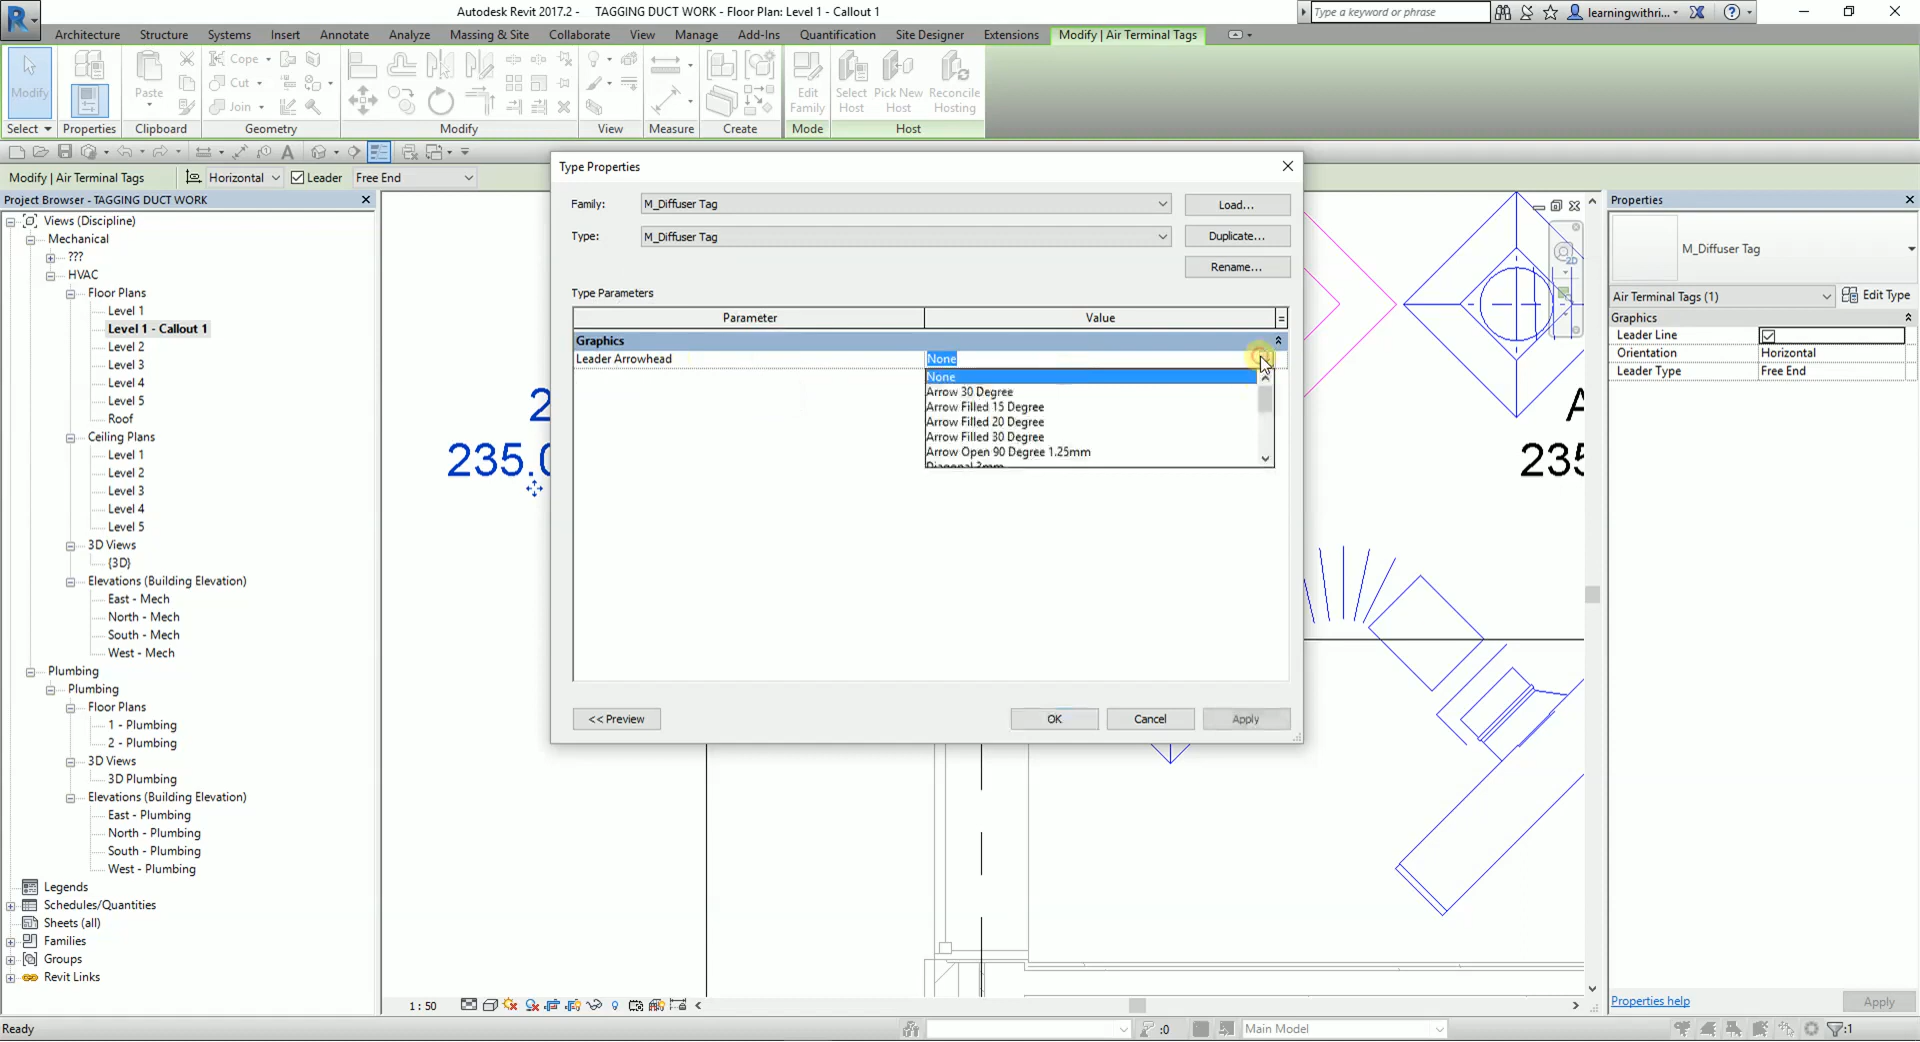 Autodesk Revit 2017.2 - TAGGING DUCT WORK - Floor Plan: Level 1 - Callout 1
Type a keyword or phrase
learningwithri...
Architecture Structure Systems Insert Annotate Analyze Massing & Site Collaborate View Manage Add-Ins Quantification Site Designer Extensions Modify | Air Terminal Tags
Modify
Paste
Cope
Cut
Join
Edit Family
Select Host
Pick New Host
Reconcile Hosting
Select Properties Clipboard Geometry Modify View Measure Create Mode Host
Modify | Air Terminal Tags Horizontal Leader Free End
Project Browser - TAGGING DUCT WORK
Views (Discipline)
Mechanical
???
HVAC
Floor Plans
Level 1
Level 1 - Callout 1
Level 2
Level 3
Level 4
Level 5
Roof
Ceiling Plans
Level 1
Level 2
Level 3
Level 4
Level 5
3D Views
{3D}
Elevations (Building Elevation)
East - Mech
North - Mech
South - Mech
West - Mech
Plumbing
Plumbing
Floor Plans
1 - Plumbing
2 - Plumbing
3D Views
3D Plumbing
Elevations (Building Elevation)
East - Plumbing
North - Plumbing
South - Plumbing
West - Plumbing
Legends
Schedules/Quantities
Sheets (all)
Families
Groups
Revit Links
2
235.0
Type Properties
Family: M_Diffuser Tag Load...
Type: M_Diffuser Tag Duplicate...
Rename...
Type Parameters
Parameter Value =
Graphics
Leader Arrowhead None
None
Arrow 30 Degree
Arrow Filled 15 Degree
Arrow Filled 20 Degree
Arrow Filled 30 Degree
Arrow Open 90 Degree 1.25mm
Diagonal 3mm
<< Preview OK Cancel Apply
2D
A
235
Properties
M_Diffuser Tag
Air Terminal Tags (1) Edit Type
Graphics
Leader Line
Orientation Horizontal
Leader Type Free End
Properties help Apply
1 : 50
Ready
:0
Main Model
:1